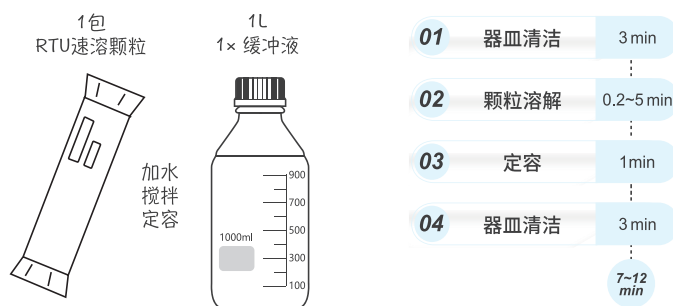 1包
RTU速溶颗粒
1L
1× 缓冲液
加水
搅拌
定容
900
700
500
300
100
1000ml
01 器皿清洁 3 min
02 颗粒溶解 0.2~5 min
03 定容 1min
04 器皿清洁 3 min
7~12
min